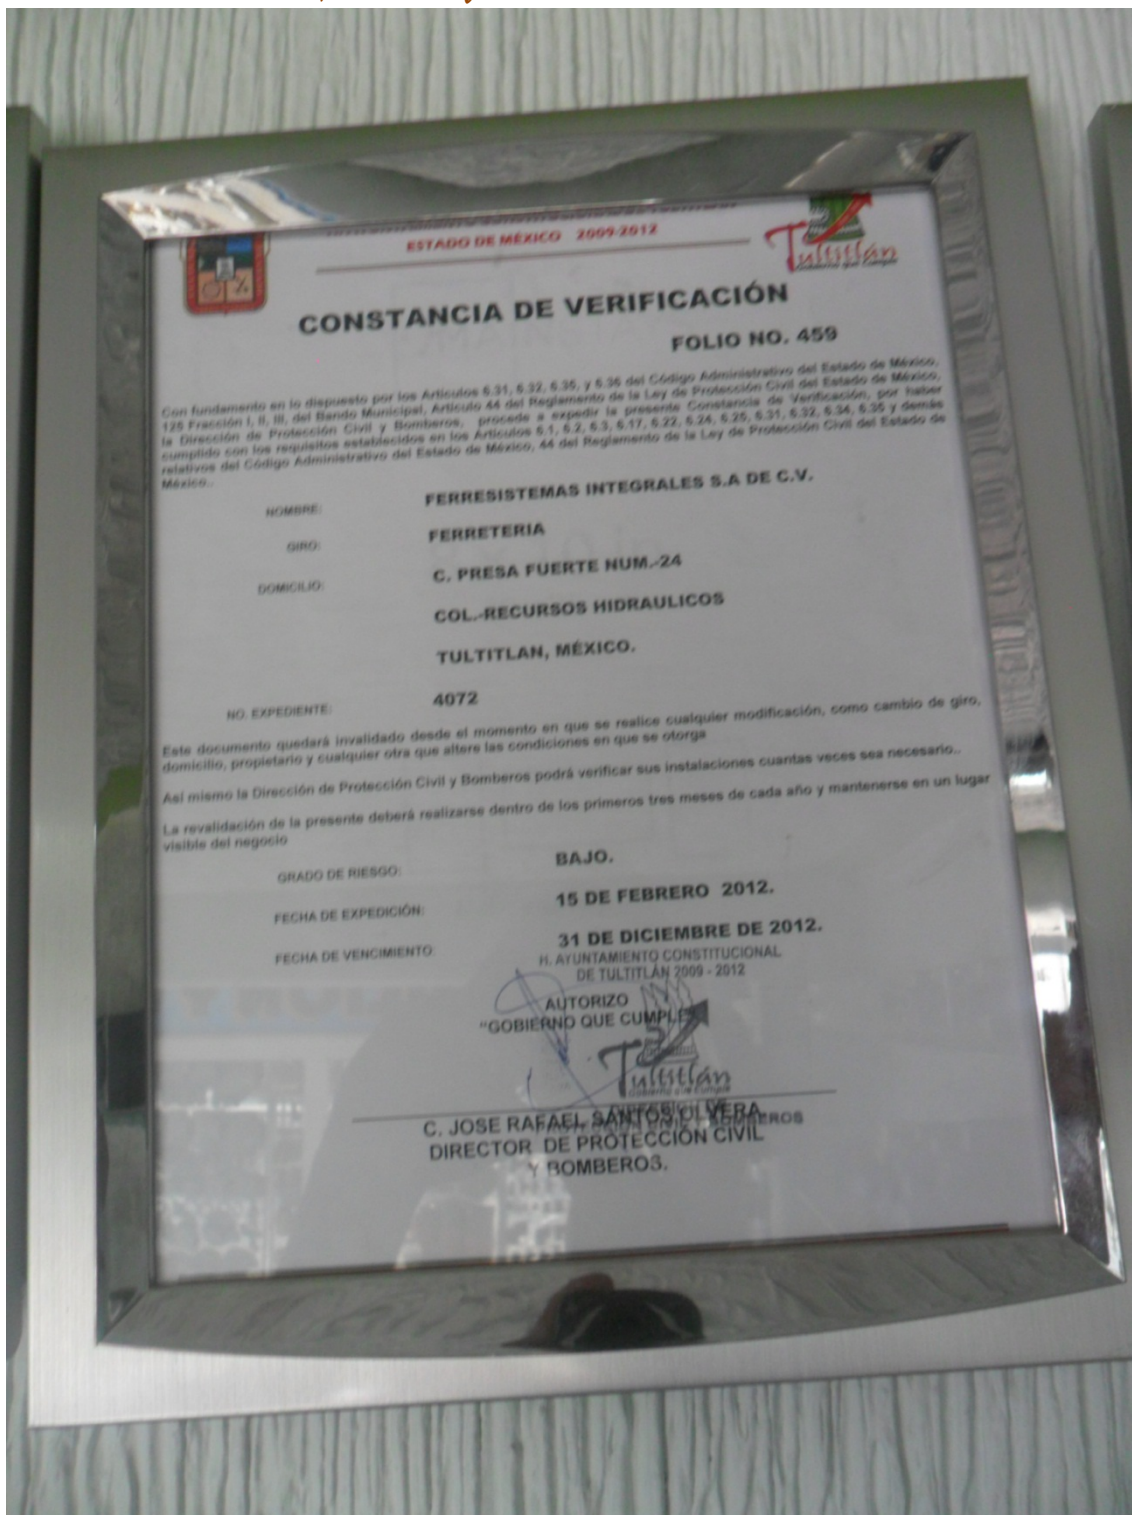 ESTADO DE MÉXICO 2009-2012
Tultitlán
Gobierno que Cumple
CONSTANCIA DE VERIFICACIÓN
FOLIO NO. 459
Con fundamento en lo dispuesto por los Artículos 6.31, 6.32, 6.35, y 6.36 del Código Administrativo del Estado de México,
125 Fracción I, II, III, del Bando Municipal, Artículo 44 del Reglamento de la Ley de Protección Civil del Estado de México,
la Dirección de Protección Civil y Bomberos, procede a expedir la presente Constancia de Verificación, por haber
cumplido con los requisitos establecidos en los Artículos 6.1, 6.2, 6.3, 6.17, 6.22, 6.24, 6.25, 6.31, 6.32, 6.34, 6.35 y demás
relativos del Código Administrativo del Estado de México, 44 del Reglamento de la Ley de Protección Civil del Estado de
México..
NOMBRE: FERRESISTEMAS INTEGRALES S.A DE C.V.
GIRO: FERRETERIA
DOMICILIO: C. PRESA FUERTE NUM.-24
COL.-RECURSOS HIDRAULICOS
TULTITLAN, MÉXICO.
NO. EXPEDIENTE: 4072
Este documento quedará invalidado desde el momento en que se realice cualquier modificación, como cambio de giro,
domicilio, propietario y cualquier otra que altere las condiciones en que se otorga
Así mismo la Dirección de Protección Civil y Bomberos podrá verificar sus instalaciones cuantas veces sea necesario..
La revalidación de la presente deberá realizarse dentro de los primeros tres meses de cada año y mantenerse en un lugar
visible del negocio
GRADO DE RIESGO: BAJO.
FECHA DE EXPEDICIÓN: 15 DE FEBRERO 2012.
FECHA DE VENCIMIENTO: 31 DE DICIEMBRE DE 2012.
H. AYUNTAMIENTO CONSTITUCIONAL
DE TULTITLÁN 2009 - 2012
AUTORIZO
"GOBIERNO QUE CUMPLE"
Tultitlán
Gobierno que Cumple
DIRECCIÓN DE
PROTECCIÓN CIVIL Y BOMBEROS
C. JOSE RAFAEL SANTOS OLVERA
DIRECTOR DE PROTECCIÓN CIVIL
Y BOMBEROS.